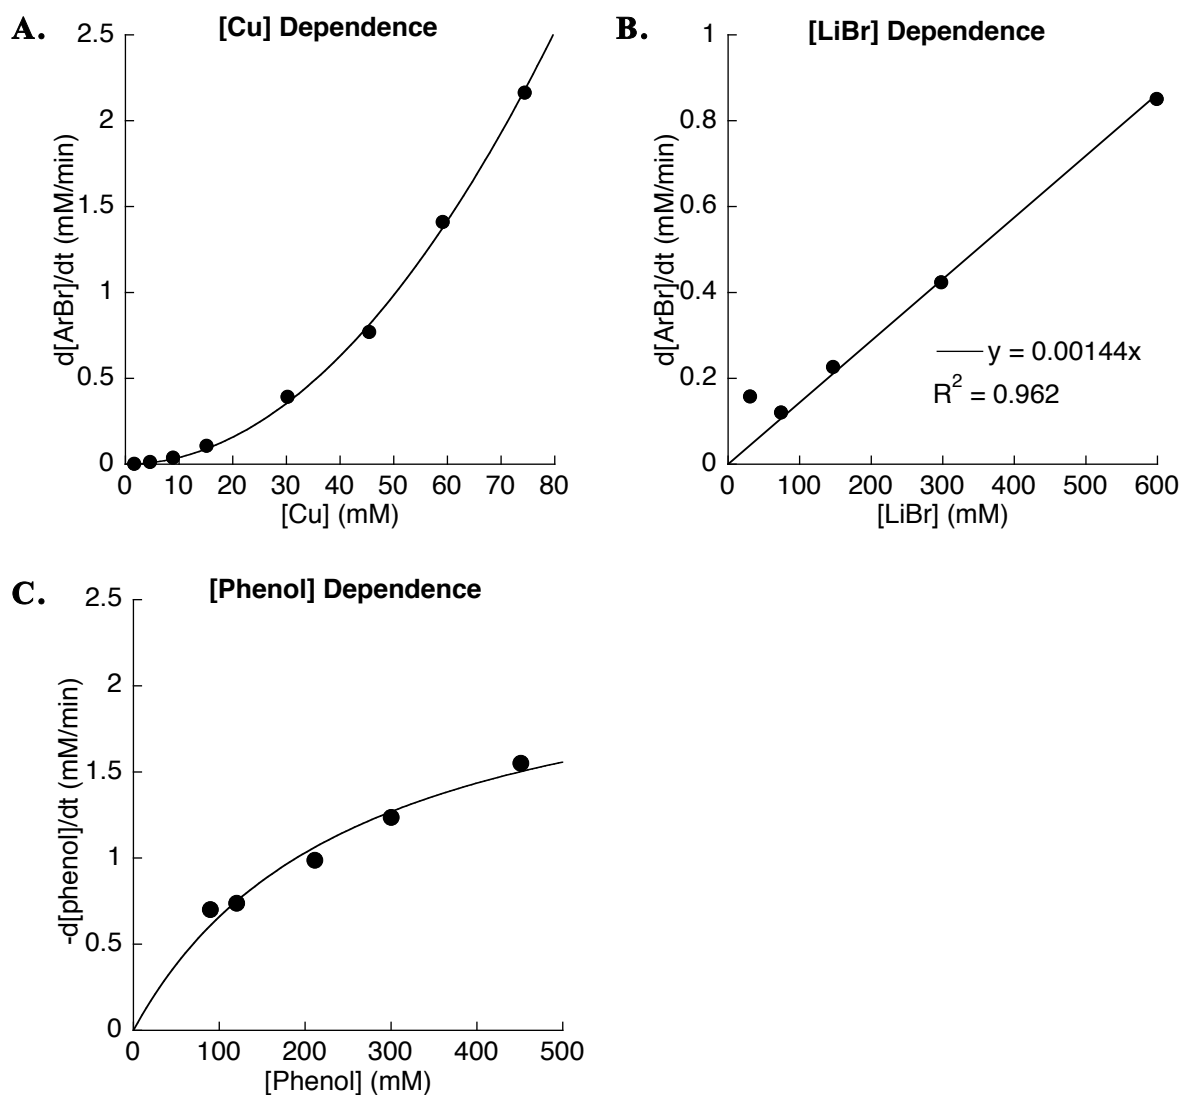 A.
[Cu] Dependence
d[ArBr]/dt (mM/min)
2.5
2
1.5
1
0.5
0
0 10 20 30 40 50 60 70 80
[Cu] (mM)
B.
[LiBr] Dependence
d[ArBr]/dt (mM/min)
1
0.8
0.6
0.4
0.2
0
y = 0.00144x
R2 = 0.962
0 100 200 300 400 500 600
[LiBr] (mM)
C.
[Phenol] Dependence
-d[phenol]/dt (mM/min)
2.5
2
1.5
1
0.5
0
0 100 200 300 400 500
[Phenol] (mM)